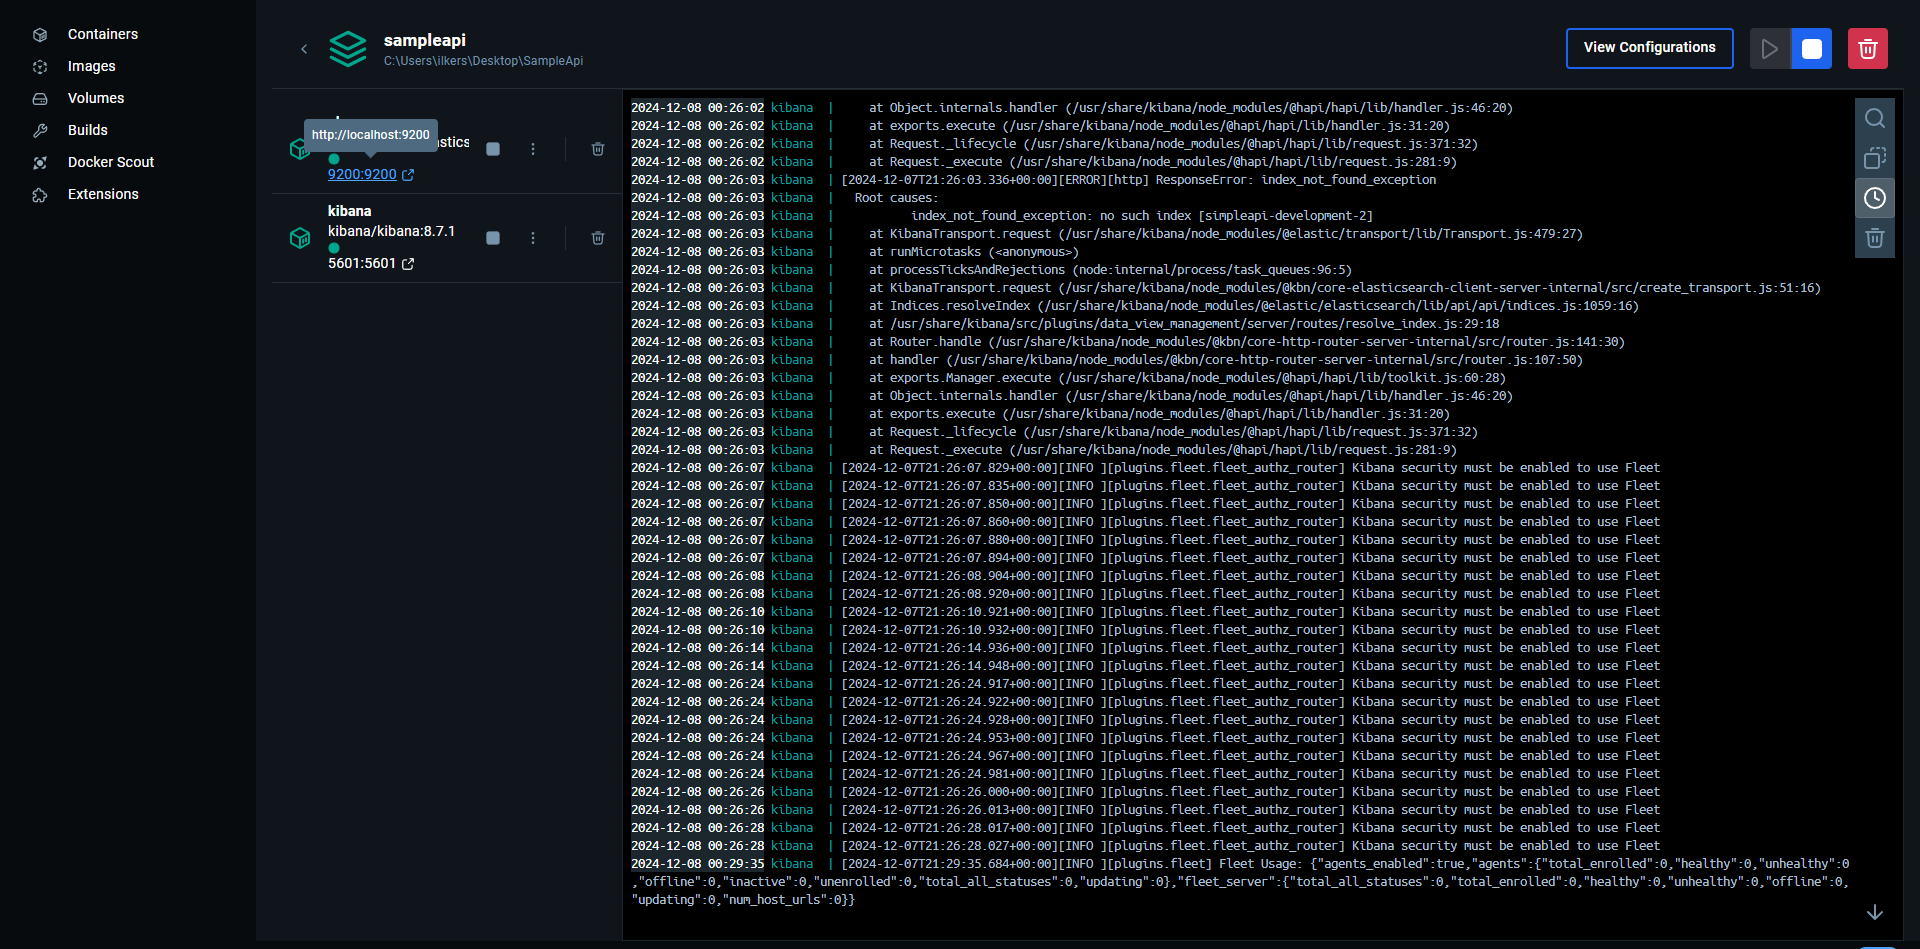 Containers
Images
Volumes
Builds
Docker Scout
Extensions
sampleapi
C:\Users\ilkers\Desktop\SampleApi
View Configurations
http://localhost:9200
9200:9200
kibana
kibana/kibana:8.7.1
5601:5601
2024-12-08 00:26:02 kibana | at Object.internals.handler (/usr/share/kibana/node_modules/@hapi/hapi/lib/handler.js:46:20)
2024-12-08 00:26:02 kibana | at exports.execute (/usr/share/kibana/node_modules/@hapi/hapi/lib/handler.js:31:20)
2024-12-08 00:26:02 kibana | at Request._lifecycle (/usr/share/kibana/node_modules/@hapi/hapi/lib/request.js:371:32)
2024-12-08 00:26:02 kibana | at Request._execute (/usr/share/kibana/node_modules/@hapi/hapi/lib/request.js:281:9)
2024-12-08 00:26:03 kibana | [2024-12-07T21:26:03.336+00:00][ERROR][http] ResponseError: index_not_found_exception
2024-12-08 00:26:03 kibana | Root causes:
2024-12-08 00:26:03 kibana | index_not_found_exception: no such index [simpleapi-development-2]
2024-12-08 00:26:03 kibana | at KibanaTransport.request (/usr/share/kibana/node_modules/@elastic/transport/lib/Transport.js:479:27)
2024-12-08 00:26:03 kibana | at runMicrotasks (<anonymous>)
2024-12-08 00:26:03 kibana | at processTicksAndRejections (node:internal/process/task_queues:96:5)
2024-12-08 00:26:03 kibana | at KibanaTransport.request (/usr/share/kibana/node_modules/@kbn/core-elasticsearch-client-server-internal/src/create_transport.js:51:16)
2024-12-08 00:26:03 kibana | at Indices.resolveIndex (/usr/share/kibana/node_modules/@elastic/elasticsearch/lib/api/api/indices.js:1059:16)
2024-12-08 00:26:03 kibana | at /usr/share/kibana/src/plugins/data_view_management/server/routes/resolve_index.js:29:18
2024-12-08 00:26:03 kibana | at Router.handle (/usr/share/kibana/node_modules/@kbn/core-http-router-server-internal/src/router.js:141:30)
2024-12-08 00:26:03 kibana | at handler (/usr/share/kibana/node_modules/@kbn/core-http-router-server-internal/src/router.js:107:50)
2024-12-08 00:26:03 kibana | at exports.Manager.execute (/usr/share/kibana/node_modules/@hapi/hapi/lib/toolkit.js:60:28)
2024-12-08 00:26:03 kibana | at Object.internals.handler (/usr/share/kibana/node_modules/@hapi/hapi/lib/handler.js:46:20)
2024-12-08 00:26:03 kibana | at exports.execute (/usr/share/kibana/node_modules/@hapi/hapi/lib/handler.js:31:20)
2024-12-08 00:26:03 kibana | at Request._lifecycle (/usr/share/kibana/node_modules/@hapi/hapi/lib/request.js:371:32)
2024-12-08 00:26:03 kibana | at Request._execute (/usr/share/kibana/node_modules/@hapi/hapi/lib/request.js:281:9)
2024-12-08 00:26:07 kibana | [2024-12-07T21:26:07.829+00:00][INFO ][plugins.fleet.fleet_authz_router] Kibana security must be enabled to use Fleet
2024-12-08 00:26:07 kibana | [2024-12-07T21:26:07.835+00:00][INFO ][plugins.fleet.fleet_authz_router] Kibana security must be enabled to use Fleet
2024-12-08 00:26:07 kibana | [2024-12-07T21:26:07.850+00:00][INFO ][plugins.fleet.fleet_authz_router] Kibana security must be enabled to use Fleet
2024-12-08 00:26:07 kibana | [2024-12-07T21:26:07.860+00:00][INFO ][plugins.fleet.fleet_authz_router] Kibana security must be enabled to use Fleet
2024-12-08 00:26:07 kibana | [2024-12-07T21:26:07.880+00:00][INFO ][plugins.fleet.fleet_authz_router] Kibana security must be enabled to use Fleet
2024-12-08 00:26:07 kibana | [2024-12-07T21:26:07.894+00:00][INFO ][plugins.fleet.fleet_authz_router] Kibana security must be enabled to use Fleet
2024-12-08 00:26:08 kibana | [2024-12-07T21:26:08.904+00:00][INFO ][plugins.fleet.fleet_authz_router] Kibana security must be enabled to use Fleet
2024-12-08 00:26:08 kibana | [2024-12-07T21:26:08.920+00:00][INFO ][plugins.fleet.fleet_authz_router] Kibana security must be enabled to use Fleet
2024-12-08 00:26:10 kibana | [2024-12-07T21:26:10.921+00:00][INFO ][plugins.fleet.fleet_authz_router] Kibana security must be enabled to use Fleet
2024-12-08 00:26:10 kibana | [2024-12-07T21:26:10.932+00:00][INFO ][plugins.fleet.fleet_authz_router] Kibana security must be enabled to use Fleet
2024-12-08 00:26:14 kibana | [2024-12-07T21:26:14.936+00:00][INFO ][plugins.fleet.fleet_authz_router] Kibana security must be enabled to use Fleet
2024-12-08 00:26:14 kibana | [2024-12-07T21:26:14.948+00:00][INFO ][plugins.fleet.fleet_authz_router] Kibana security must be enabled to use Fleet
2024-12-08 00:26:24 kibana | [2024-12-07T21:26:24.917+00:00][INFO ][plugins.fleet.fleet_authz_router] Kibana security must be enabled to use Fleet
2024-12-08 00:26:24 kibana | [2024-12-07T21:26:24.922+00:00][INFO ][plugins.fleet.fleet_authz_router] Kibana security must be enabled to use Fleet
2024-12-08 00:26:24 kibana | [2024-12-07T21:26:24.928+00:00][INFO ][plugins.fleet.fleet_authz_router] Kibana security must be enabled to use Fleet
2024-12-08 00:26:24 kibana | [2024-12-07T21:26:24.953+00:00][INFO ][plugins.fleet.fleet_authz_router] Kibana security must be enabled to use Fleet
2024-12-08 00:26:24 kibana | [2024-12-07T21:26:24.967+00:00][INFO ][plugins.fleet.fleet_authz_router] Kibana security must be enabled to use Fleet
2024-12-08 00:26:24 kibana | [2024-12-07T21:26:24.981+00:00][INFO ][plugins.fleet.fleet_authz_router] Kibana security must be enabled to use Fleet
2024-12-08 00:26:26 kibana | [2024-12-07T21:26:26.000+00:00][INFO ][plugins.fleet.fleet_authz_router] Kibana security must be enabled to use Fleet
2024-12-08 00:26:26 kibana | [2024-12-07T21:26:26.013+00:00][INFO ][plugins.fleet.fleet_authz_router] Kibana security must be enabled to use Fleet
2024-12-08 00:26:28 kibana | [2024-12-07T21:26:28.017+00:00][INFO ][plugins.fleet.fleet_authz_router] Kibana security must be enabled to use Fleet
2024-12-08 00:26:28 kibana | [2024-12-07T21:26:28.027+00:00][INFO ][plugins.fleet.fleet_authz_router] Kibana security must be enabled to use Fleet
2024-12-08 00:29:35 kibana | [2024-12-07T21:29:35.684+00:00][INFO ][plugins.fleet] Fleet Usage: {"agents_enabled":true,"agents":{"total_enrolled":0,"healthy":0,"unhealthy":0
,"offline":0,"inactive":0,"unenrolled":0,"total_all_statuses":0,"updating":0},"fleet_server":{"total_all_statuses":0,"total_enrolled":0,"healthy":0,"unhealthy":0,"offline":0,
"updating":0,"num_host_urls":0}}